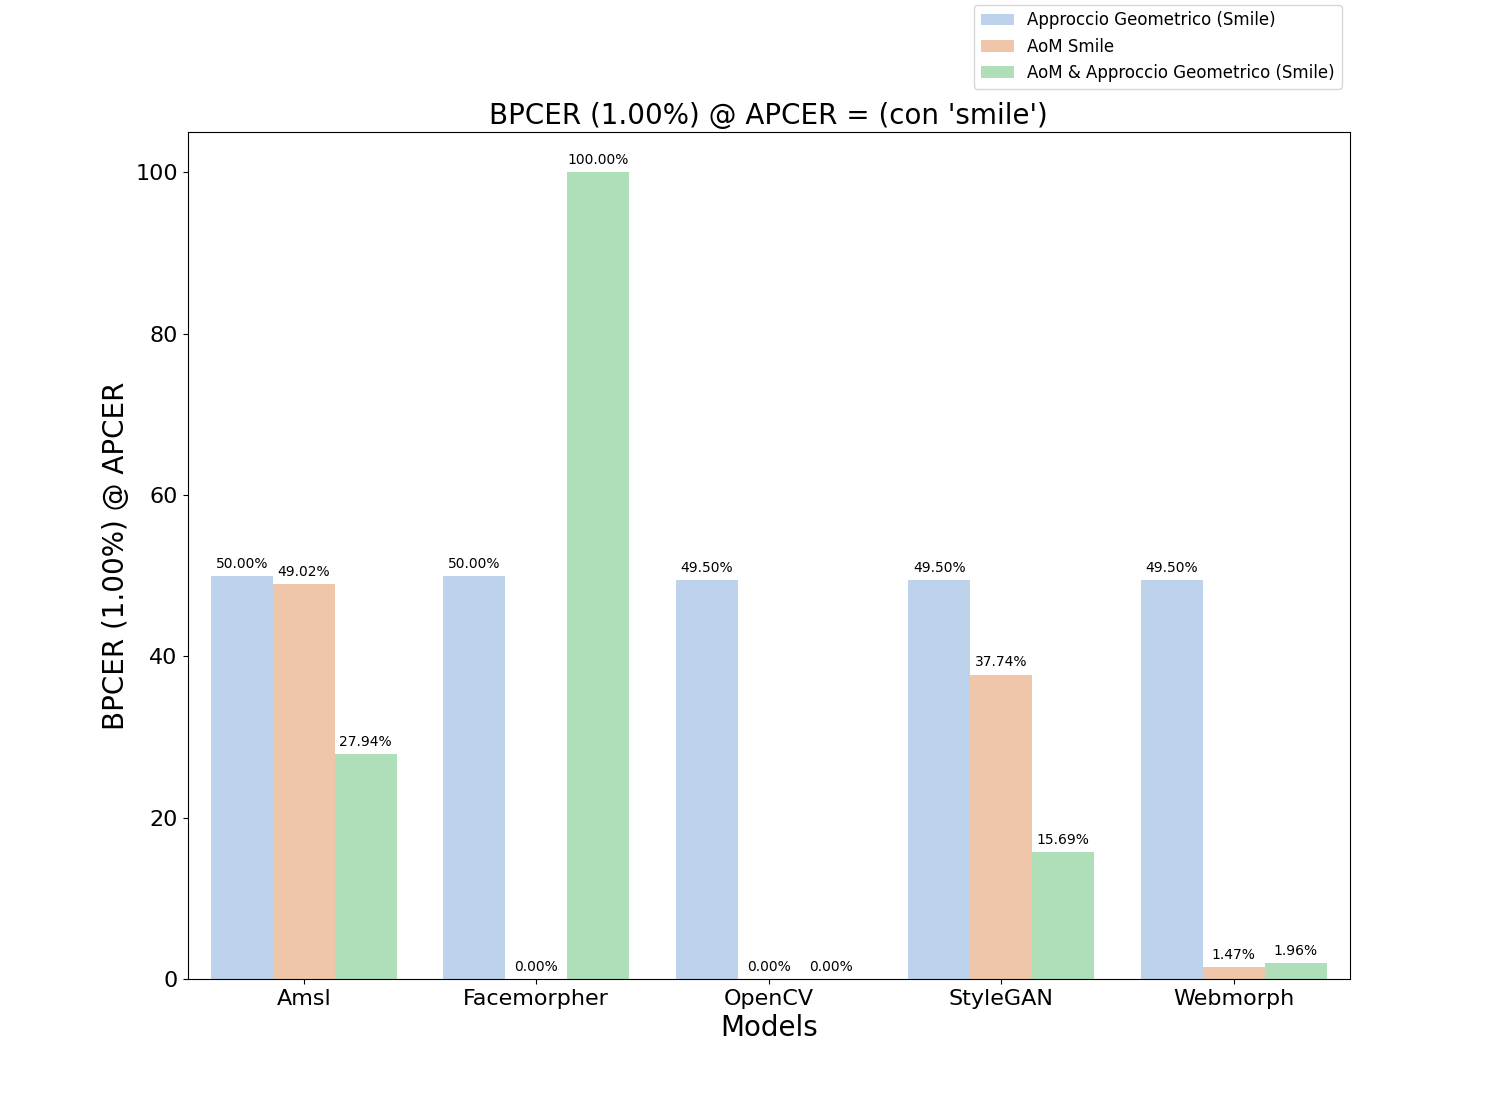 Approccio Geometrico (Smile)
AoM Smile
AoM & Approccio Geometrico (Smile)
BPCER (1.00%) @ APCER = (con 'smile')
BPCER (1.00%) @ APCER
100
80
60
40
20
0
50.00%
49.02%
27.94%
50.00%
0.00%
100.00%
49.50%
0.00%
0.00%
49.50%
37.74%
15.69%
49.50%
1.47%
1.96%
Amsl
Facemorpher
OpenCV
StyleGAN
Webmorph
Models